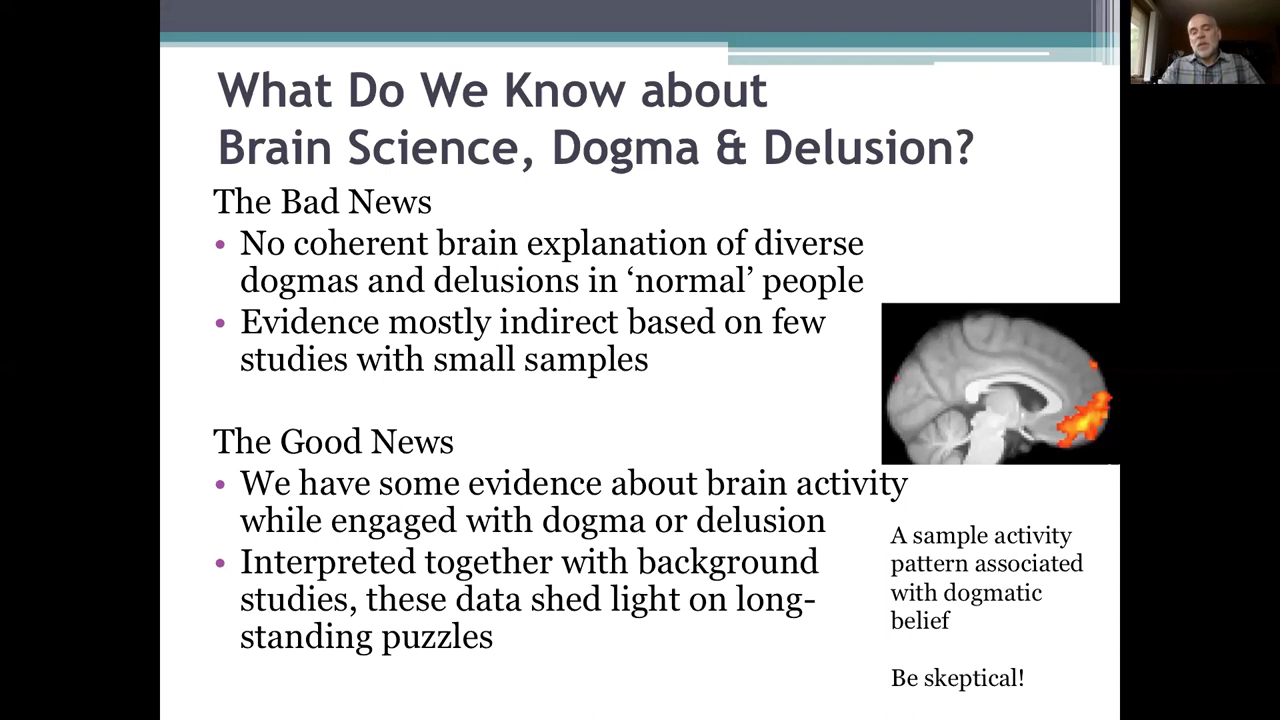 What Do We Know about
Brain Science, Dogma & Delusion?
The Bad News
• No coherent brain explanation of diverse
dogmas and delusions in ‘normal’ people
• Evidence mostly indirect based on few
studies with small samples
The Good News
• We have some evidence about brain activity
while engaged with dogma or delusion
• Interpreted together with background
studies, these data shed light on long-
standing puzzles
A sample activity
pattern associated
with dogmatic
belief
Be skeptical!